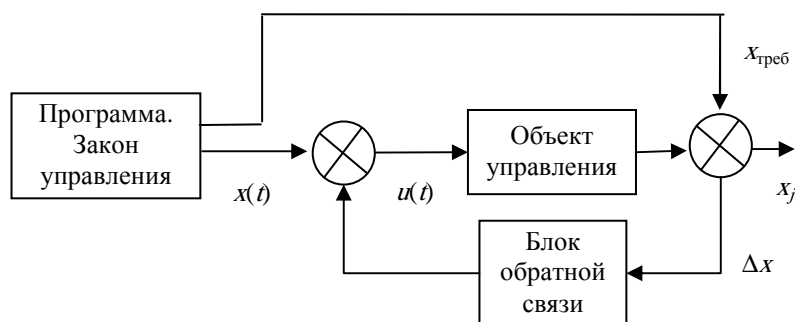 x_треб
Программа.
Закон
управления
Объект
управления
x(t)
u(t)
x_j
Блок
обратной
связи
Δx